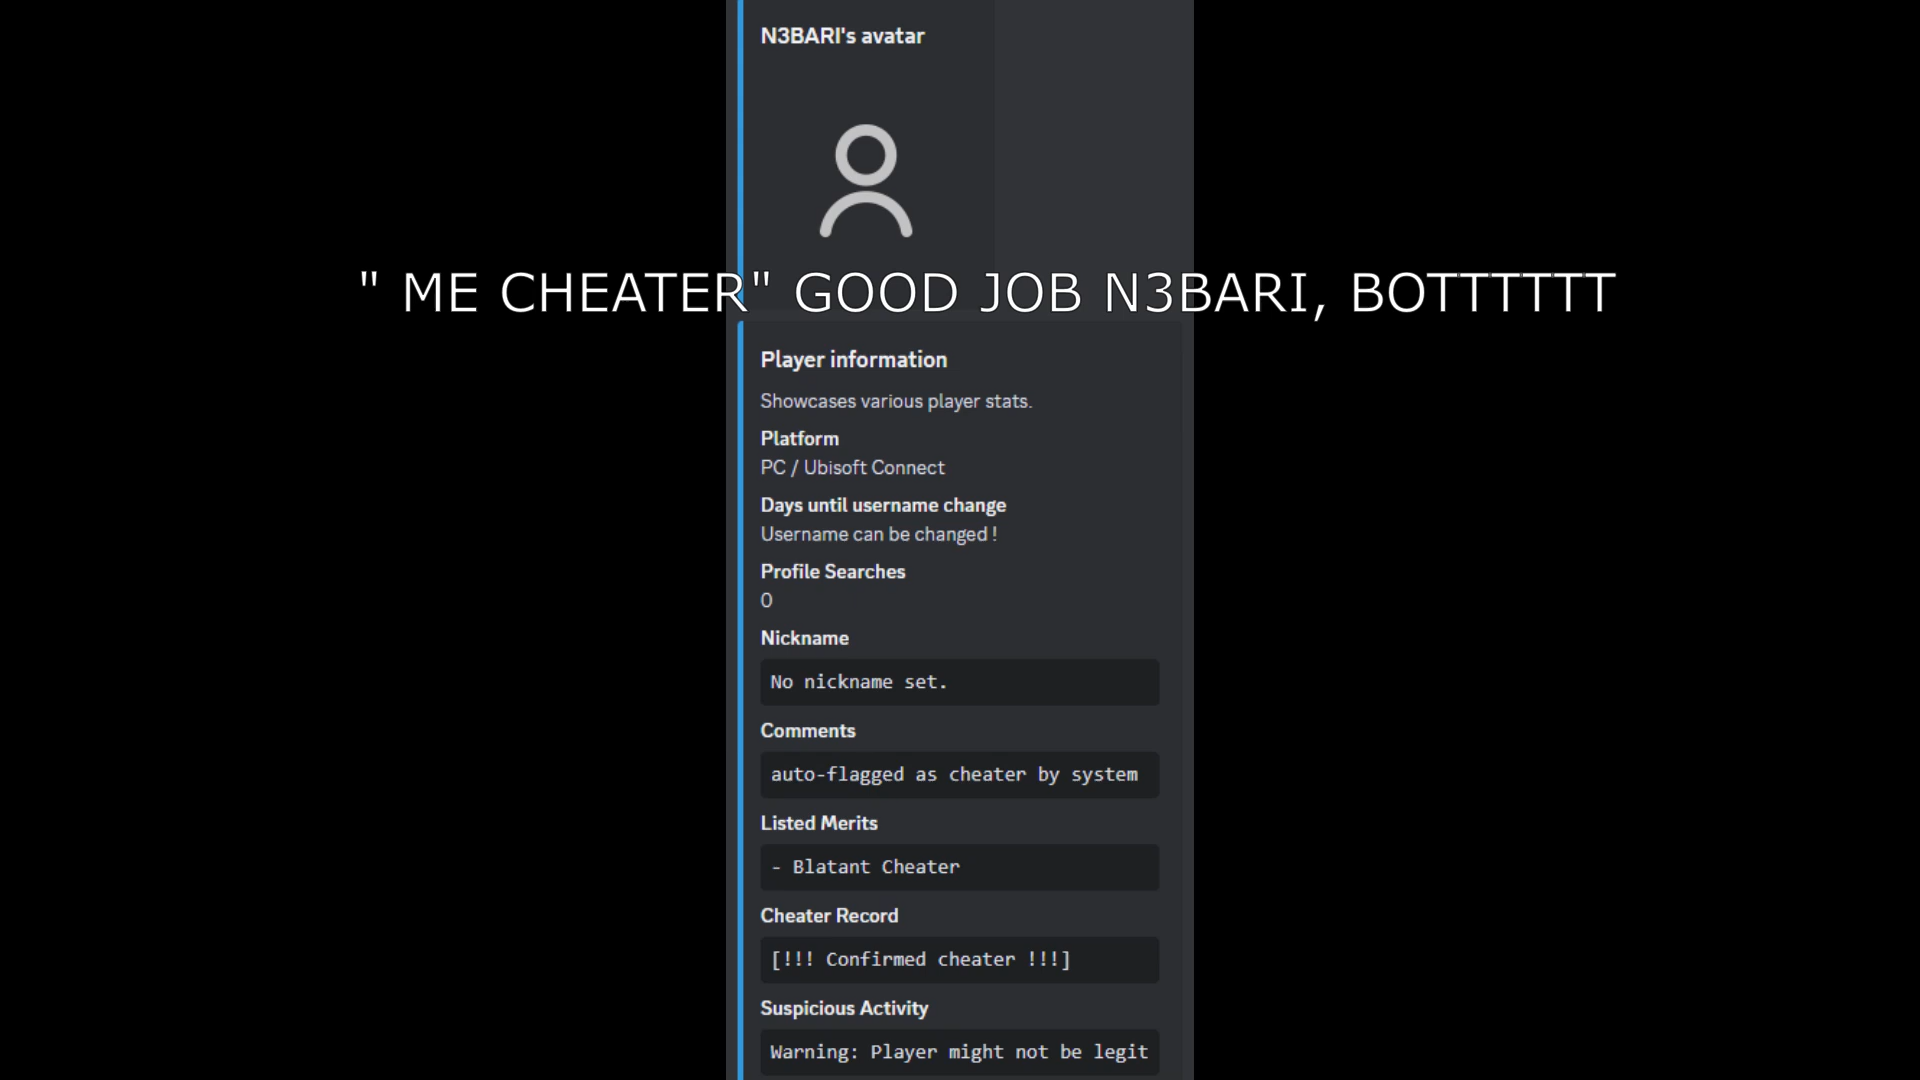 N3BARI's avatar
" ME CHEATER" GOOD JOB N3BARI, BOTTTTTT
Player information
Showcases various player stats.
Platform
PC / Ubisoft Connect
Days until username change
Username can be changed !
Profile Searches
0
Nickname
No nickname set.
Comments
auto-flagged as cheater by system
Listed Merits
- Blatant Cheater
Cheater Record
[!!! Confirmed cheater !!!]
Suspicious Activity
Warning: Player might not be legit